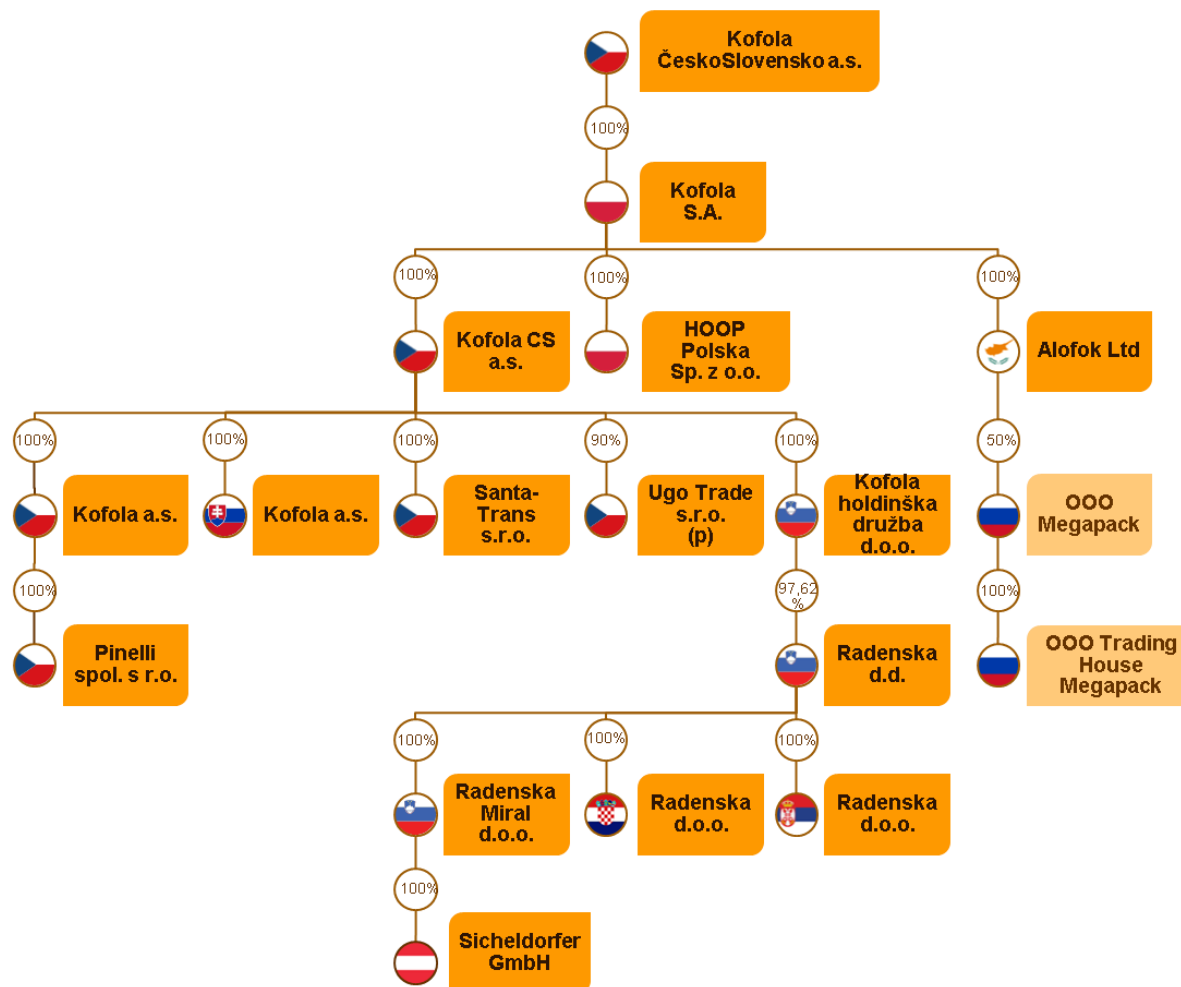 Kofola
ČeskoSlovensko a.s.
100%
Kofola
S.A.
100%
100%
100%
Kofola CS
a.s.
HOOP
Polska
Sp. z o.o.
Alofok Ltd
100%
100%
100%
90%
100%
50%
Kofola a.s.
Kofola a.s.
Santa-
Trans
s.r.o.
Ugo Trade
s.r.o.
(p)
Kofola
holdinška
družba
d.o.o.
OOO
Megapack
100%
97,62
%
100%
Pinelli
spol. s r.o.
Radenska
d.d.
OOO Trading
House
Megapack
100%
100%
100%
Radenska
Miral
d.o.o.
Radenska
d.o.o.
Radenska
d.o.o.
100%
Sicheldorfer
GmbH